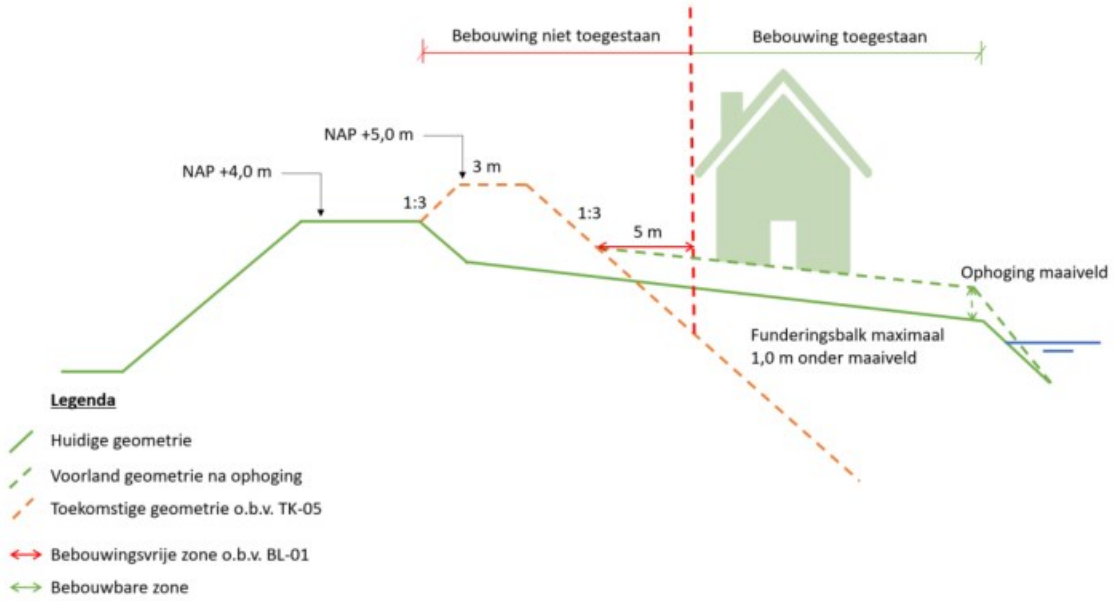 Bebouwing niet toegestaan
Bebouwing toegestaan
NAP +5,0 m
3 m
NAP +4,0 m
1:3
1:3
5 m
Ophoging maaiveld
Funderingsbalk maximaal
1,0 m onder maaiveld
Legenda
Huidige geometrie
Voorland geometrie na ophoging
Toekomstige geometrie o.b.v. TK-05
Bebouwingsvrije zone o.b.v. BL-01
Bebouwbare zone